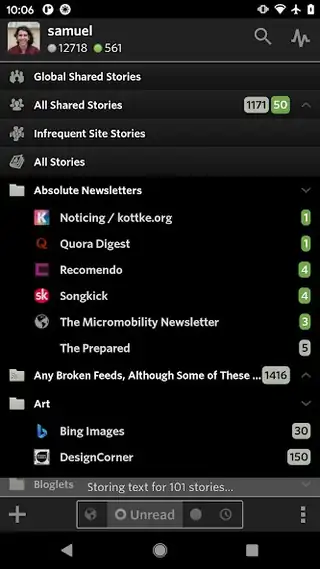 10:06
samuel
12718 561
Global Shared Stories
All Shared Stories 1171 50
Infrequent Site Stories
All Stories
Absolute Newsletters
K Noticing / kottke.org 1
Q Quora Digest 1
Recomendo 4
sk Songkick 4
The Micromobility Newsletter 3
The Prepared 5
Any Broken Feeds, Although Some of These ... 1416
Art
Bing Images 30
DesignCorner 150
Bloglets
Storing text for 101 stories...
Unread